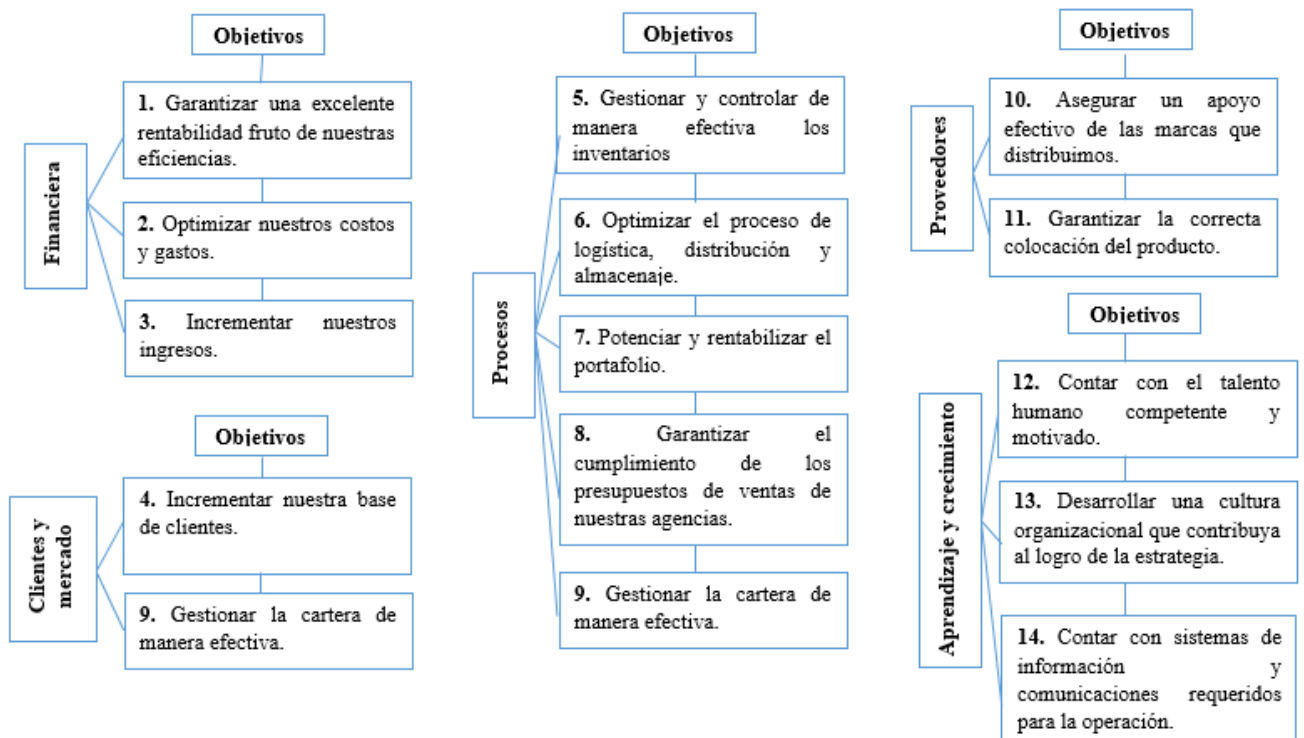 Objetivos
Financiera
1. Garantizar una excelente
rentabilidad fruto de nuestras
eficiencias.
2. Optimizar nuestros costos
y gastos.
3. Incrementar nuestros
ingresos.
Objetivos
Clientes y
mercado
4. Incrementar nuestra base
de clientes.
9. Gestionar la cartera de
manera efectiva.
Objetivos
Procesos
5. Gestionar y controlar de
manera efectiva los
inventarios
6. Optimizar el proceso de
logística, distribución y
almacenaje.
7. Potenciar y rentabilizar el
portafolio.
8. Garantizar el
cumplimiento de los
presupuestos de ventas de
nuestras agencias.
9. Gestionar la cartera de
manera efectiva.
Objetivos
Proveedores
10. Asegurar un apoyo
efectivo de las marcas que
distribuimos.
11. Garantizar la correcta
colocación del producto.
Objetivos
Aprendizaje y crecimiento
12. Contar con el talento
humano competente y
motivado.
13. Desarrollar una cultura
organizacional que contribuya
al logro de la estrategia.
14. Contar con sistemas de
información y
comunicaciones requeridos
para la operación.